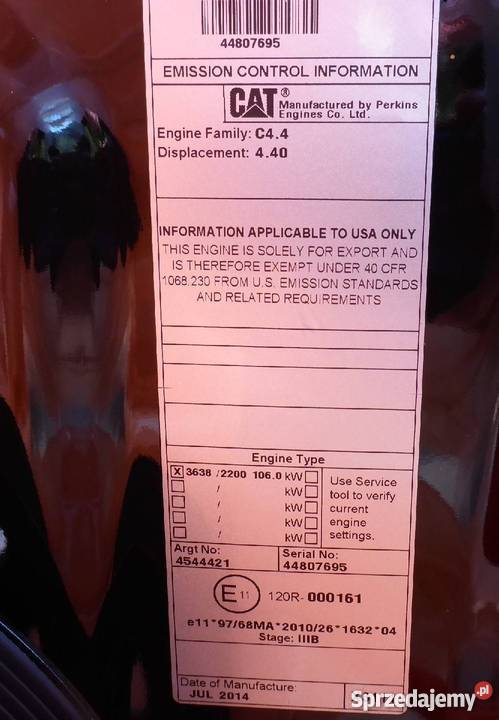 44807695
EMISSION CONTROL INFORMATION
CAT® Manufactured by Perkins
Engines Co. Ltd.
Engine Family: C4.4
Displacement: 4.40
INFORMATION APPLICABLE TO USA ONLY
THIS ENGINE IS SOLELY FOR EXPORT AND
IS THEREFORE EXEMPT UNDER 40 CFR
1068.230 FROM U.S. EMISSION STANDARDS
AND RELATED REQUIREMENTS
Engine Type
X 3638 /2200 106.0 kW
/ kW
/ kW
/ kW
/ kW
Use Service
tool to verify
current
engine
settings.
Argt No:
4544421
Serial No:
44807695
E11 120R-000161
e11*97/68MA*2010/26*1632*04
Stage: IIIB
Date of Manufacture:
JUL 2014
Sprzedajemy.pl